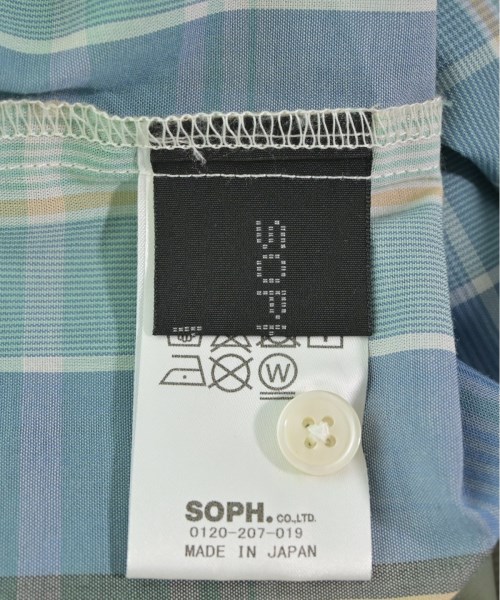 W
SOPH. CO.,LTD.
0120-207-019
MADE IN JAPAN